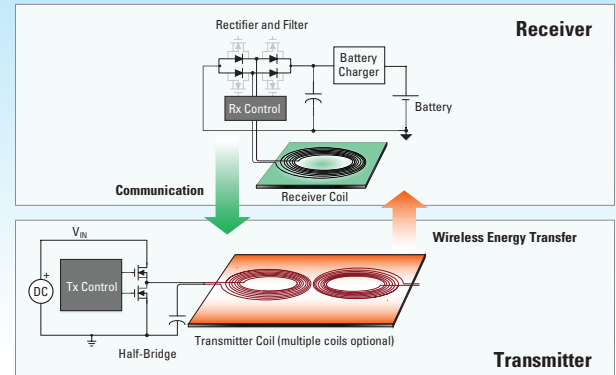 Rectifier and Filter
Receiver
Battery
Charger
Rx Control
Battery
Communication
Receiver Coil
Wireless Energy Transfer
VIN
+
DC
Tx Control
Half-Bridge
Transmitter Coil (multiple coils optional)
Transmitter